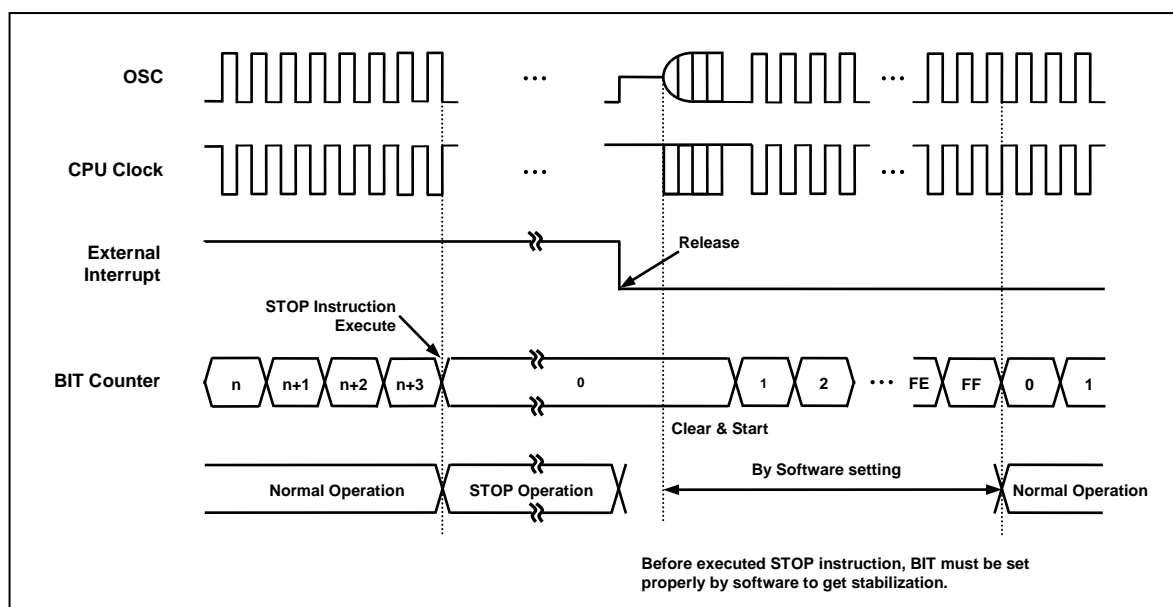 OSC
...
...
CPU Clock
...
...
External
Interrupt
Release
STOP Instruction
Execute
BIT Counter
n
n+1
n+2
n+3
0
1
2
...
FE
FF
0
1
Clear & Start
Normal Operation
STOP Operation
By Software setting
Normal Operation
Before executed STOP instruction, BIT must be set
properly by software to get stabilization.